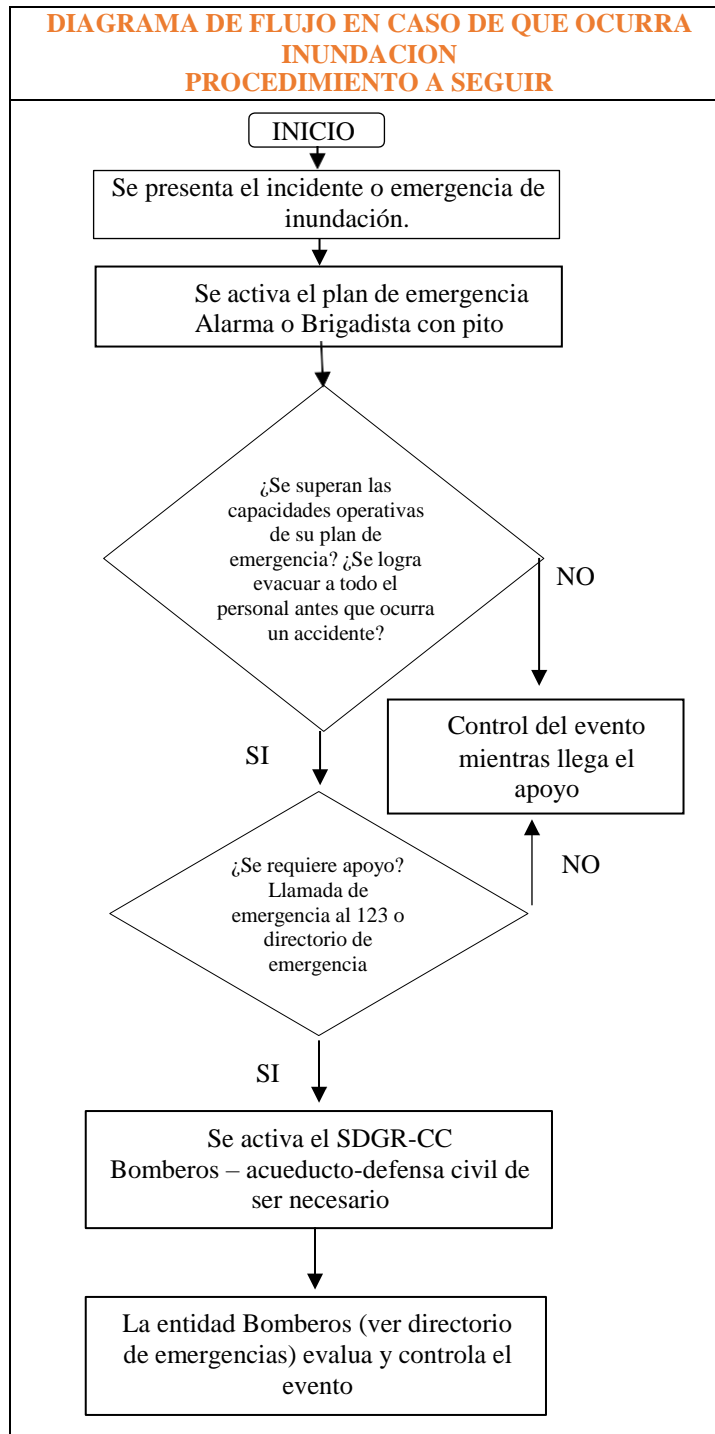 DIAGRAMA DE FLUJO EN CASO DE QUE OCURRA
INUNDACION
PROCEDIMIENTO A SEGUIR
INICIO
Se presenta el incidente o emergencia de
inundación.
Se activa el plan de emergencia
Alarma o Brigadista con pito
¿Se superan las
capacidades operativas
de su plan de
emergencia? ¿Se logra
evacuar a todo el
personal antes que ocurra
un accidente?
NO
Control del evento
mientras llega el
apoyo
SI
¿Se requiere apoyo?
Llamada de
emergencia al 123 o
directorio de
emergencia
NO
SI
Se activa el SDGR-CC
Bomberos – acueducto-defensa civil de
ser necesario
La entidad Bomberos (ver directorio
de emergencias) evalua y controla el
evento